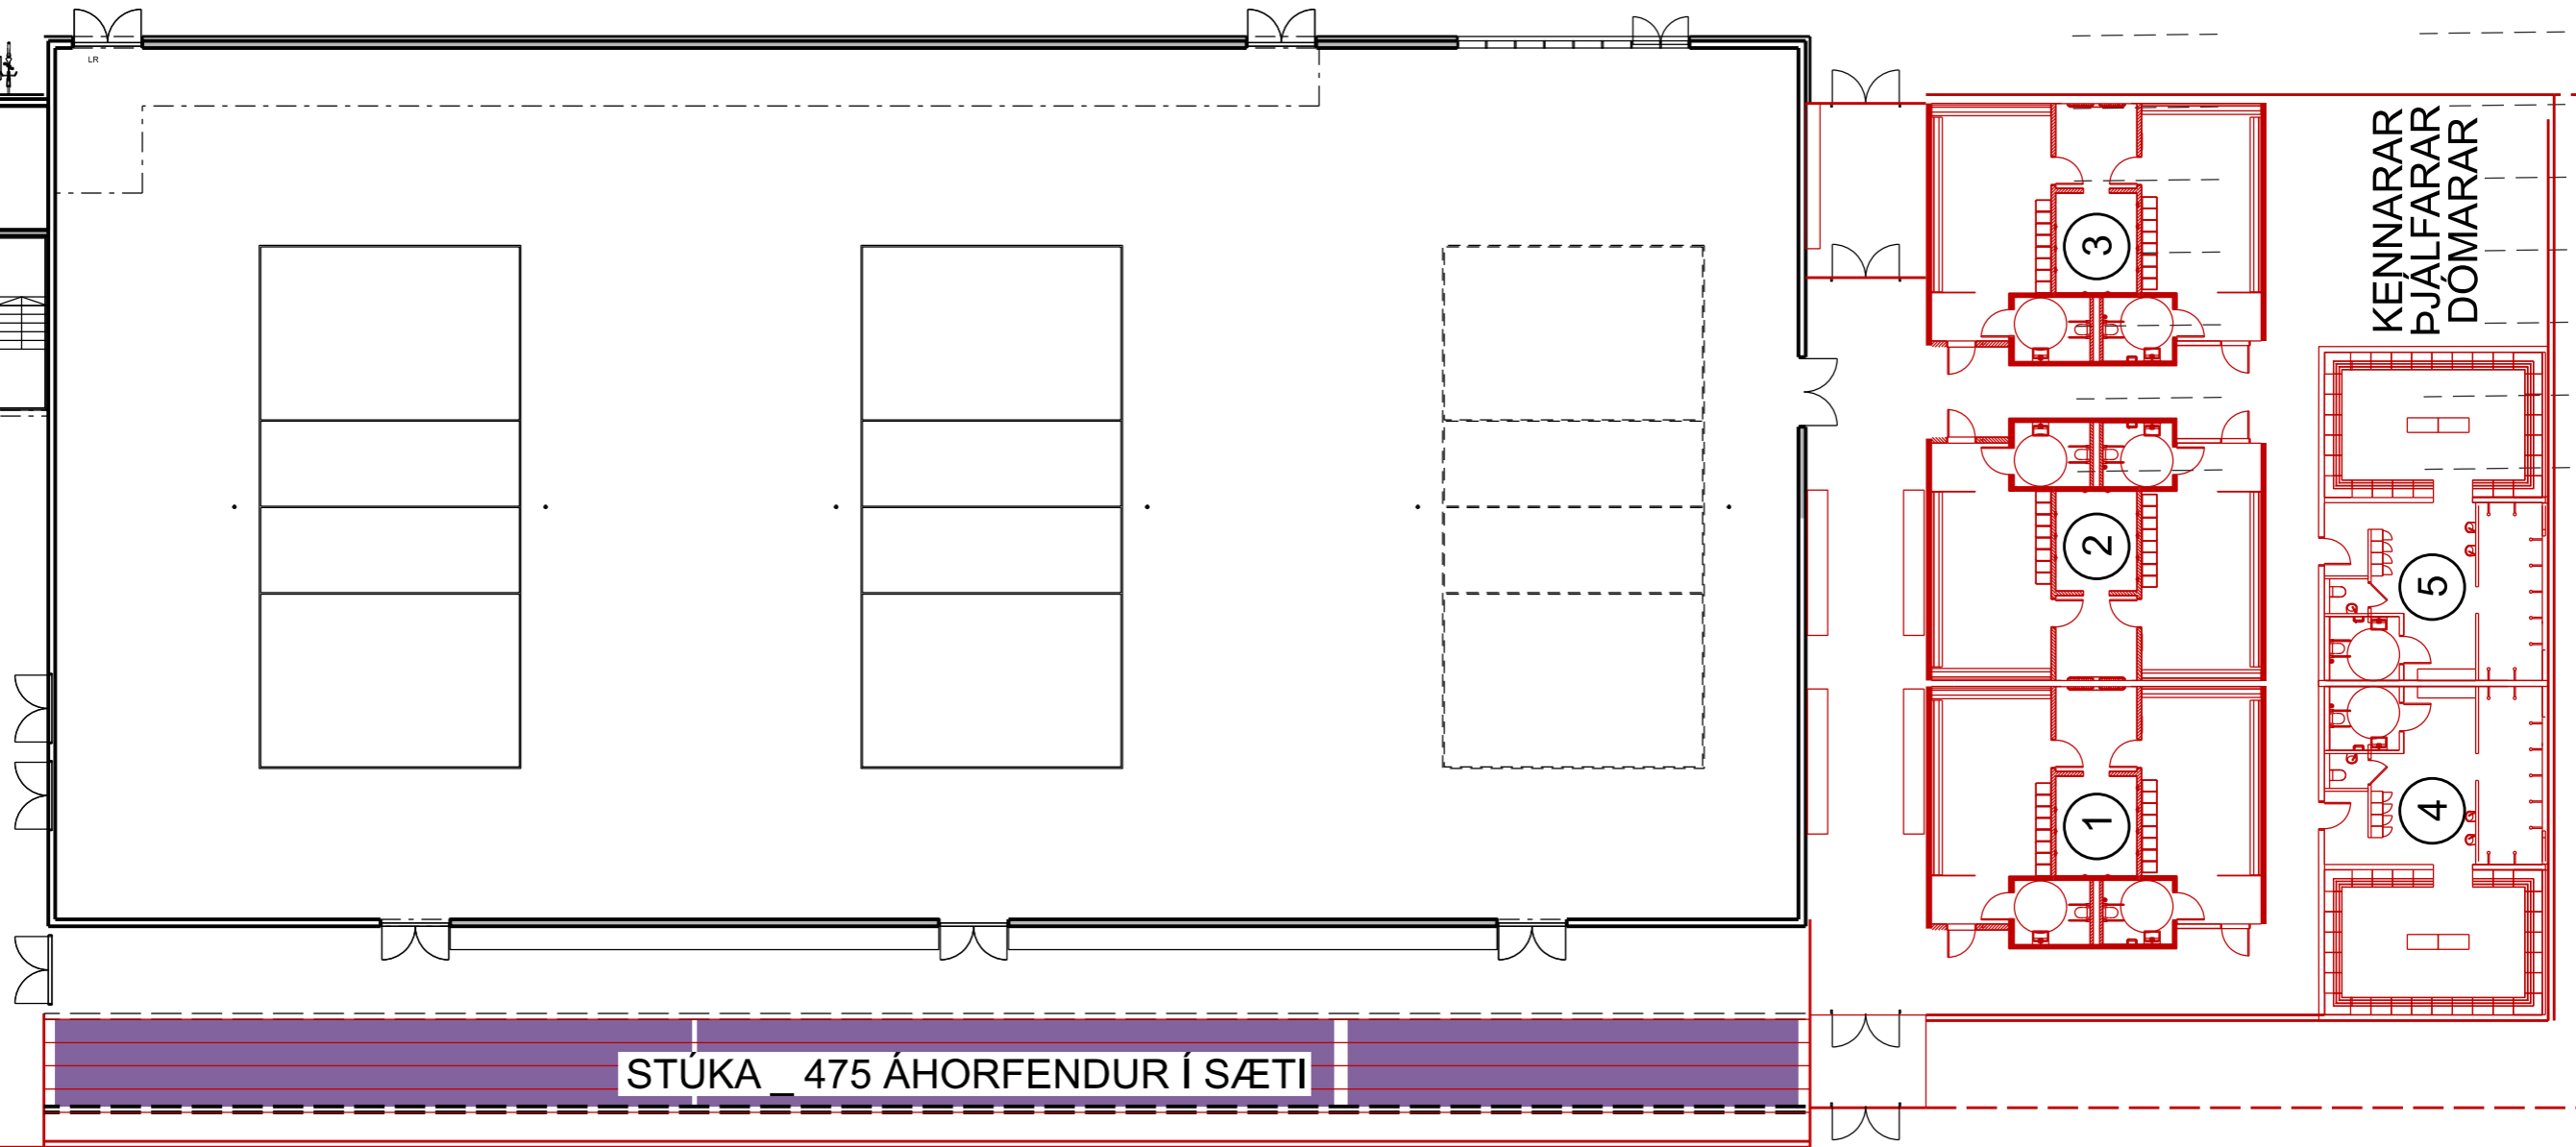 LR
KENNARAR
ÞJÁLFARAR
DÓMARAR
3
2
5
1
4
STÚKA _ 475 ÁHORFENDUR Í SÆTI